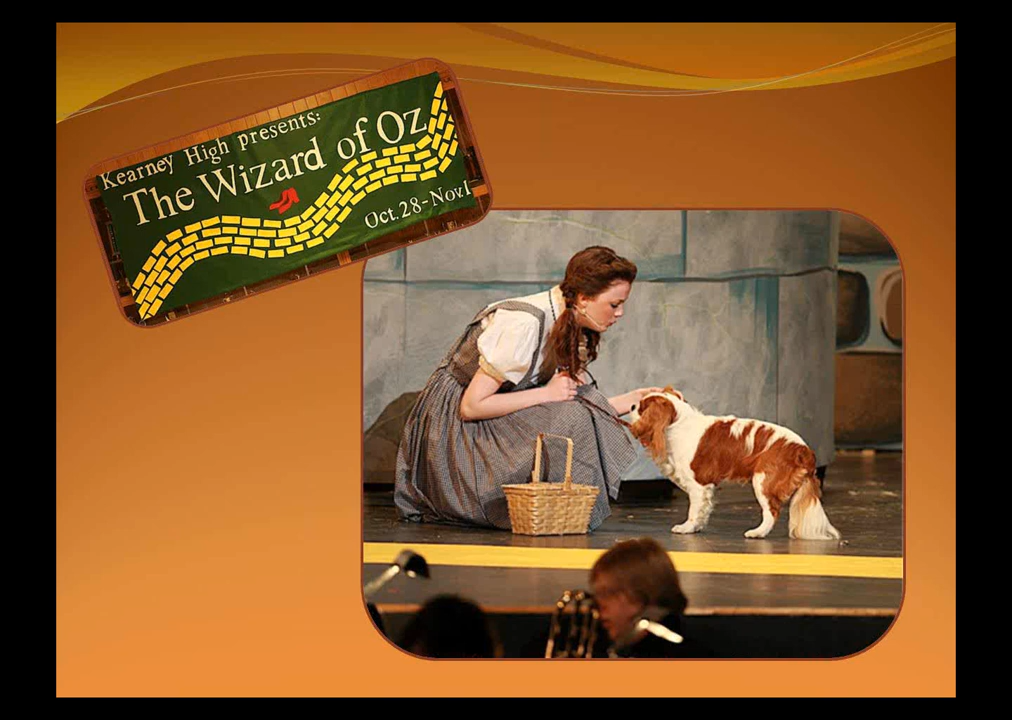 Kearney High presents:
The Wizard of Oz
Oct. 28-Nov.1